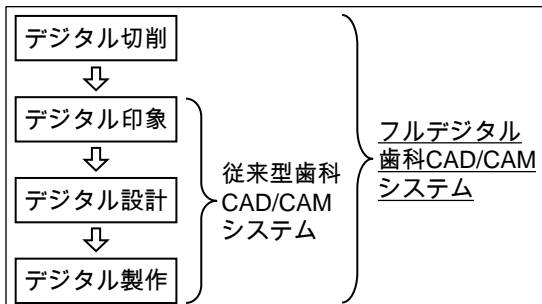 デジタル切削
デジタル印象
デジタル設計
デジタル製作
従来型歯科
CAD/CAM
システム
フルデジタル
歯科CAD/CAM
システム